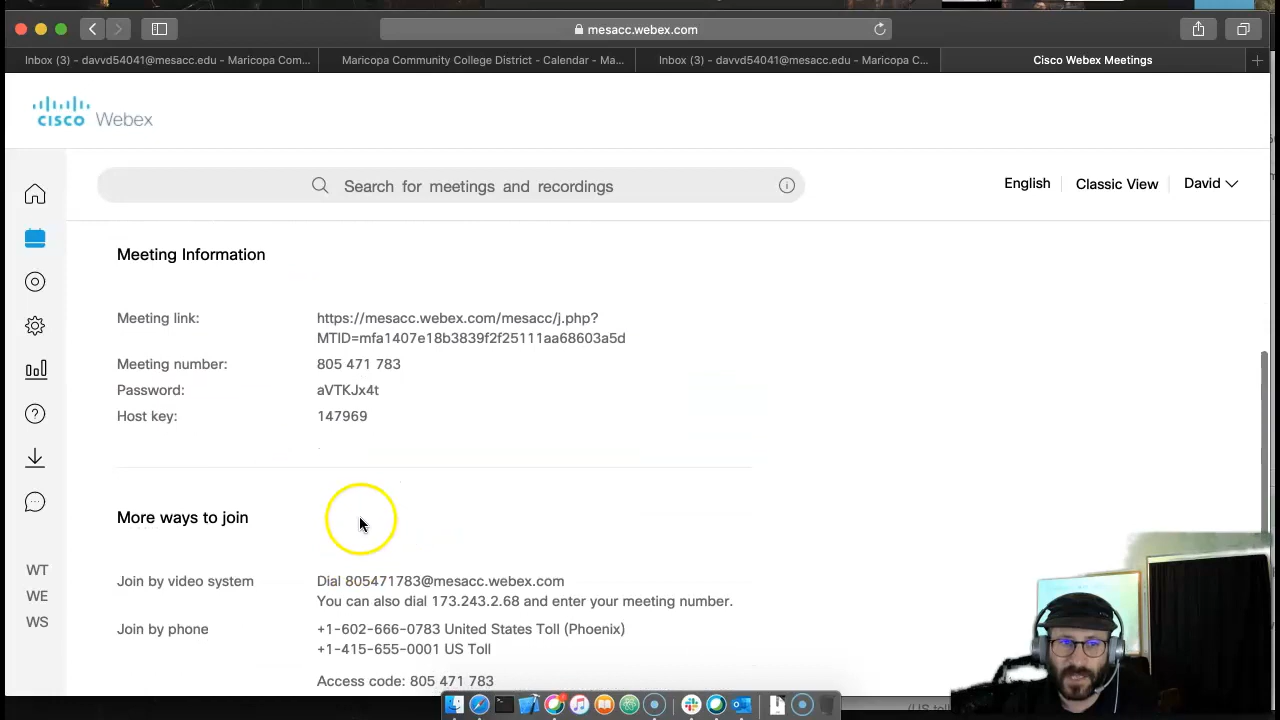 mesacc.webex.com
Inbox (3) - davvd54041@mesacc.edu - Maricopa Com...
Maricopa Community College District - Calendar - Ma...
Inbox (3) - davvd54041@mesacc.edu - Maricopa C...
Cisco Webex Meetings
CISCO Webex
Search for meetings and recordings
English
Classic View
David
Meeting Information
Meeting link:
https://mesacc.webex.com/mesacc/j.php?
MTID=mfa1407e18b3839f2f25111aa68603a5d
Meeting number:
805 471 783
Password:
aVTKJx4t
Host key:
147969
More ways to join
Join by video system
Dial 805471783@mesacc.webex.com
You can also dial 173.243.2.68 and enter your meeting number.
Join by phone
+1-602-666-0783 United States Toll (Phoenix)
+1-415-655-0001 US Toll
Access code: 805 471 783
WT
WE
WS